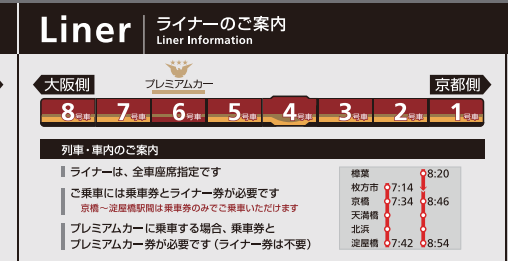 Liner
ライナーのご案内
Liner Information
大阪側
プレミアムカー
京都側
8号車 7号車 6号車 5号車 4号車 3号車 2号車 1号車
列車・車内のご案内
ライナーは、全車座席指定です
ご乗車には乗車券とライナー券が必要です
京橋～淀屋橋駅間は乗車券のみでご乗車いただけます
プレミアムカーに乗車する場合、乗車券と
プレミアムカー券が必要です（ライナー券は不要）
樟葉 8:20
枚方市 7:14
京橋 7:34 8:46
天満橋
北浜
淀屋橋 7:42 8:54